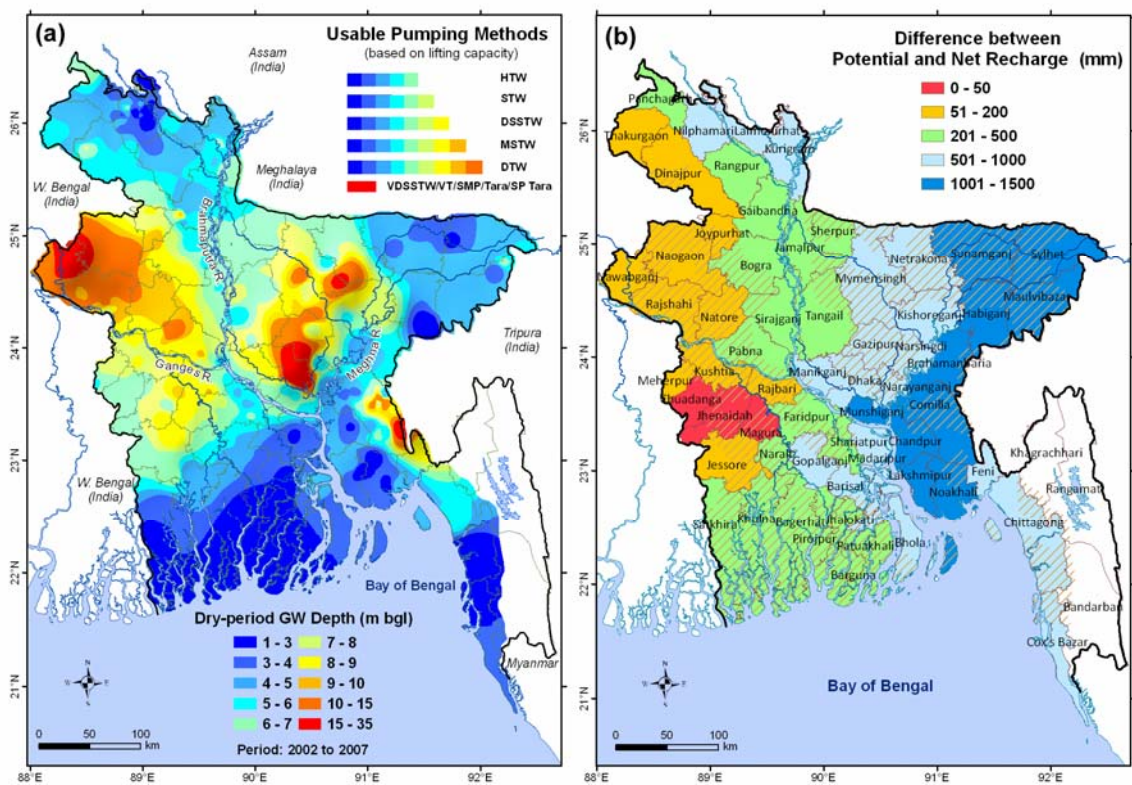 (a)
Assam
(India)
Usable Pumping Methods
(based on lifting capacity)
HTW
STW
DSSTW
MSTW
DTW
VDSSTW/VT/SMP/Tara/SP Tara
26°N
25°N
24°N
23°N
22°N
21°N
W. Bengal
(India)
Meghalaya
(India)
Brahmaputra R.
Meghna R.
Ganges R.
Tripura
(India)
W. Bengal
(India)
Bay of Bengal
Myanmar
Dry-period GW Depth (m bgl)
1 - 3
3 - 4
4 - 5
5 - 6
6 - 7
7 - 8
8 - 9
9 - 10
10 - 15
15 - 35
Period: 2002 to 2007
N
W
E
S
0 50 100
km
88°E 89°E 90°E 91°E 92°E
(b)
Difference between
Potential and Net Recharge (mm)
0 - 50
51 - 200
201 - 500
501 - 1000
1001 - 1500
26°N
25°N
24°N
23°N
22°N
21°N
Panchagarh
Thakurgaon
Nilphamari
Lalmonirhat
Kurigram
Dinajpur
Rangpur
Gaibandha
Joypurhat
Sherpur
Jamalpur
Naogaon
Bogra
Mymensingh
Netrakona
Sunamganj
Sylhet
Nawabganj
Rajshahi
Natore
Sirajganj
Tangail
Kishoreganj
Habiganj
Maulvibazar
Pabna
Gazipur
Narsingdi
Brahamanbaria
Kushtia
Meherpur
Manikganj
Dhaka
Narayanganj
Chuadanga
Rajbari
Jhenaidah
Magura
Faridpur
Munshiganj
Comilla
Jessore
Narail
Gopalganj
Shariatpur
Madaripur
Chandpur
Lakshmipur
Noakhali
Feni
Khagrachhari
Rangamati
Barisal
Satkhira
Khulna
Bagerhat
Jhalokati
Pirojpur
Patuakhali
Bhola
Barguna
Chittagong
Bandarban
Cox's Bazar
Bay of Bengal
N
W
E
S
0 50 100
km
88°E 89°E 90°E 91°E 92°E